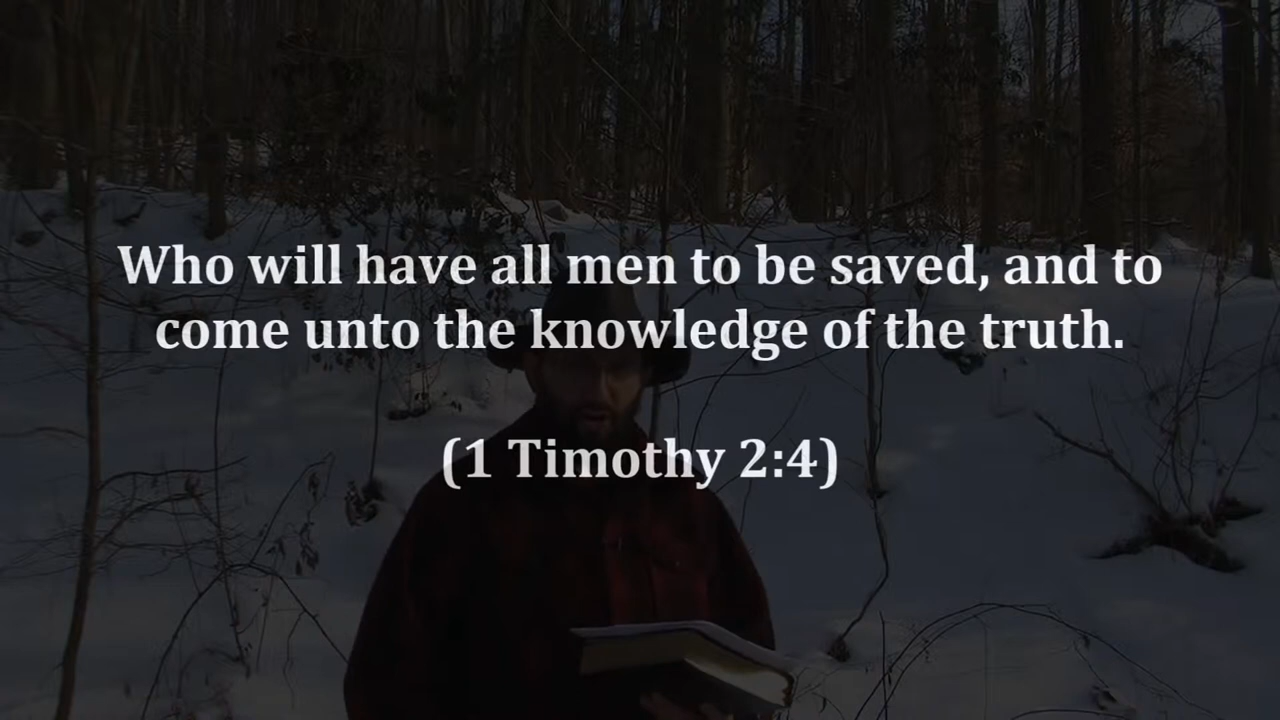 Who will have all men to be saved, and to
come unto the knowledge of the truth.
(1 Timothy 2:4)